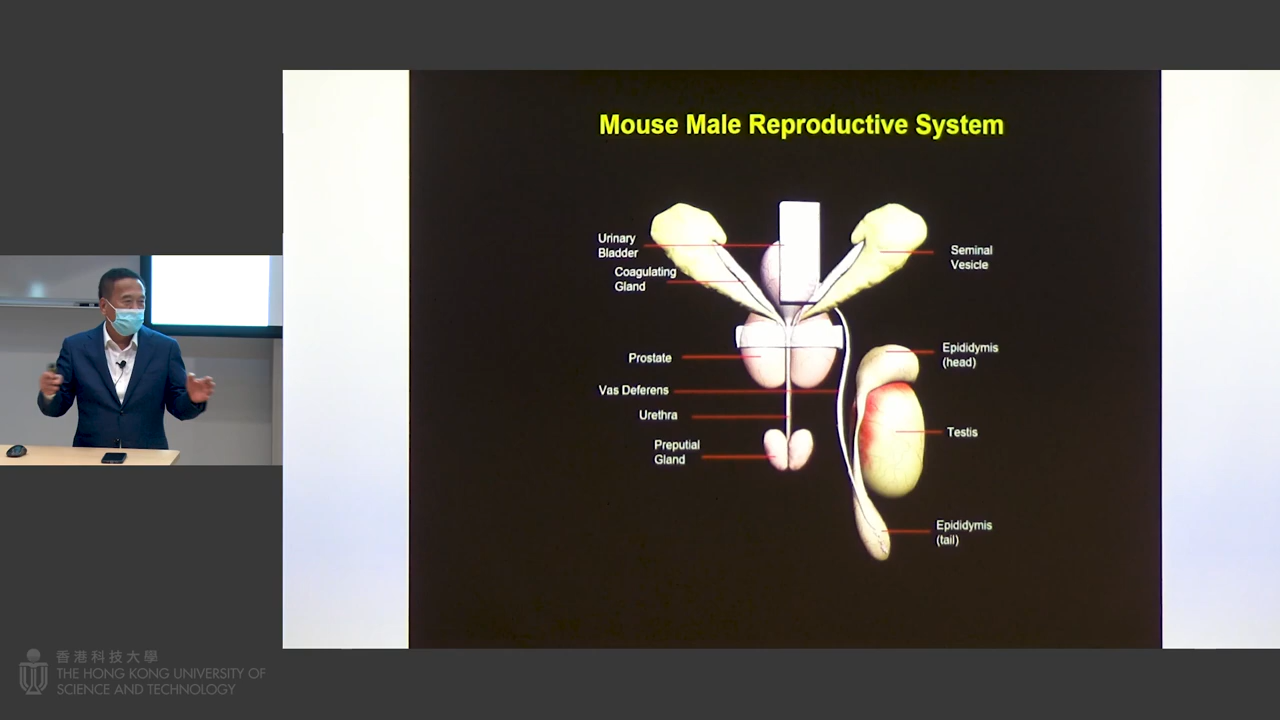 Mouse Male Reproductive System
Urinary
Bladder
Coagulating
Gland
Seminal
Vesicle
Prostate
Epididymis
(head)
Vas Deferens
Urethra
Testis
Preputial
Gland
Epididymis
(tail)
香港科技大學
THE HONG KONG UNIVERSITY OF
SCIENCE AND TECHNOLOGY